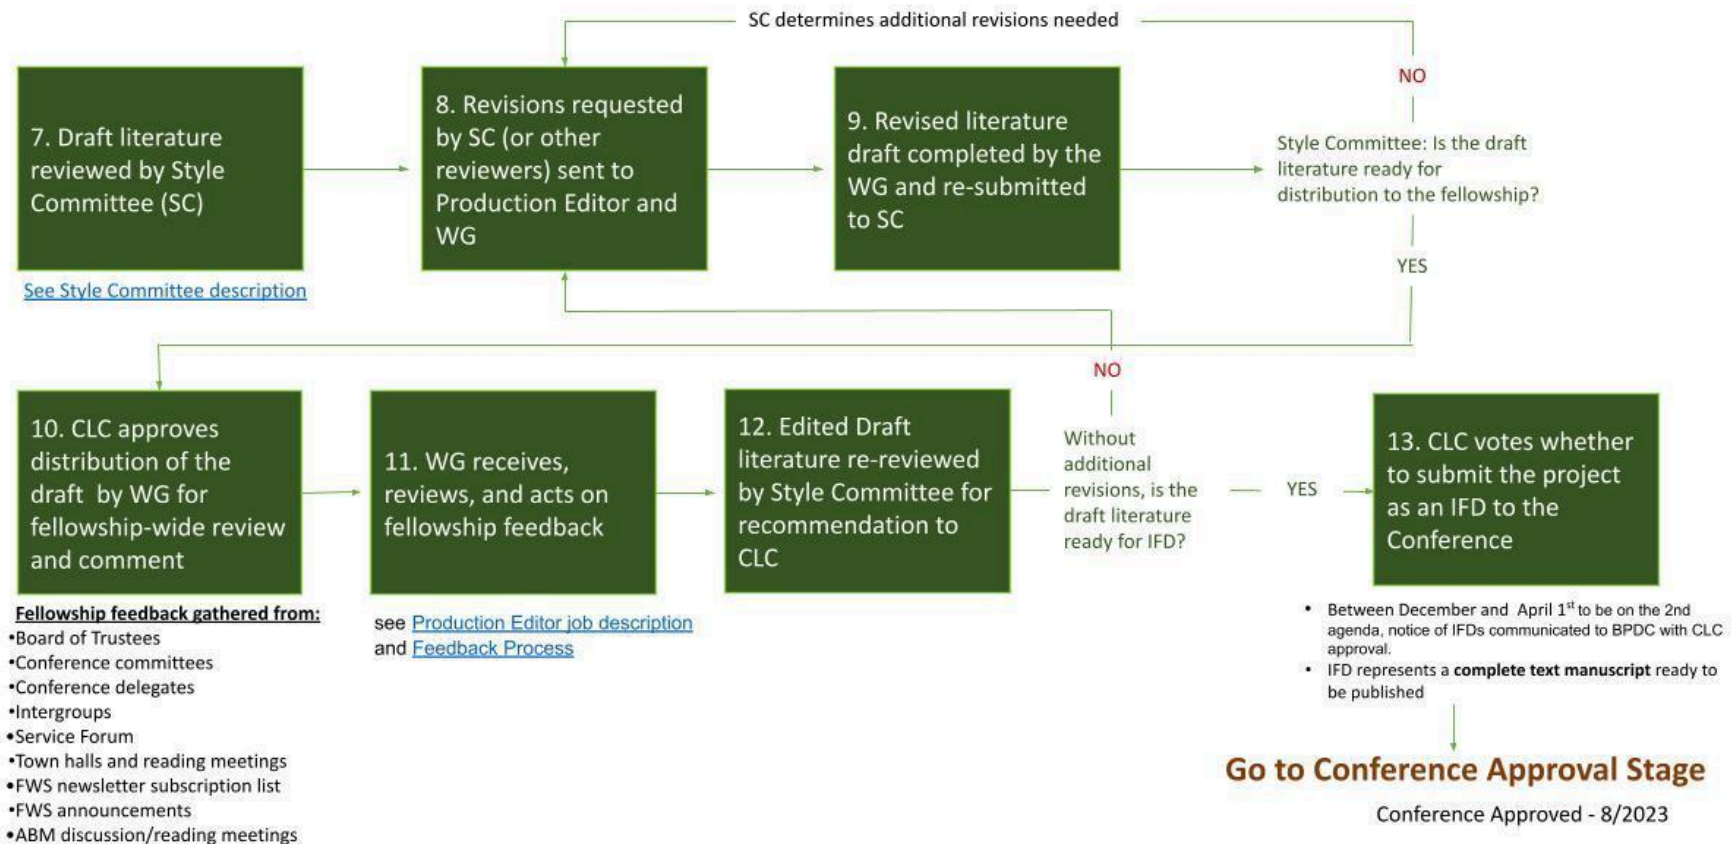 SC determines additional revisions needed
NO
7. Draft literature
reviewed by Style
Committee (SC)
8. Revisions requested
by SC (or other
reviewers) sent to
Production Editor and
WG
9. Revised literature
draft completed by the
WG and re-submitted
to SC
Style Committee: Is the draft
literature ready for
distribution to the fellowship?
YES
See Style Committee description
NO
10. CLC approves
distribution of the
draft by WG for
fellowship-wide review
and comment
11. WG receives,
reviews, and acts on
fellowship feedback
12. Edited Draft
literature re-reviewed
by Style Committee for
recommendation to
CLC
Without
additional
revisions, is the
draft literature
ready for IFD?
YES
13. CLC votes whether
to submit the project
as an IFD to the
Conference
Fellowship feedback gathered from:
•Board of Trustees
•Conference committees
•Conference delegates
•Intergroups
•Service Forum
•Town halls and reading meetings
•FWS newsletter subscription list
•FWS announcements
•ABM discussion/reading meetings
see Production Editor job description
and Feedback Process
• Between December and April 1st to be on the 2nd
agenda, notice of IFDs communicated to BPDC with CLC
approval.
• IFD represents a complete text manuscript ready to
be published
Go to Conference Approval Stage
Conference Approved - 8/2023